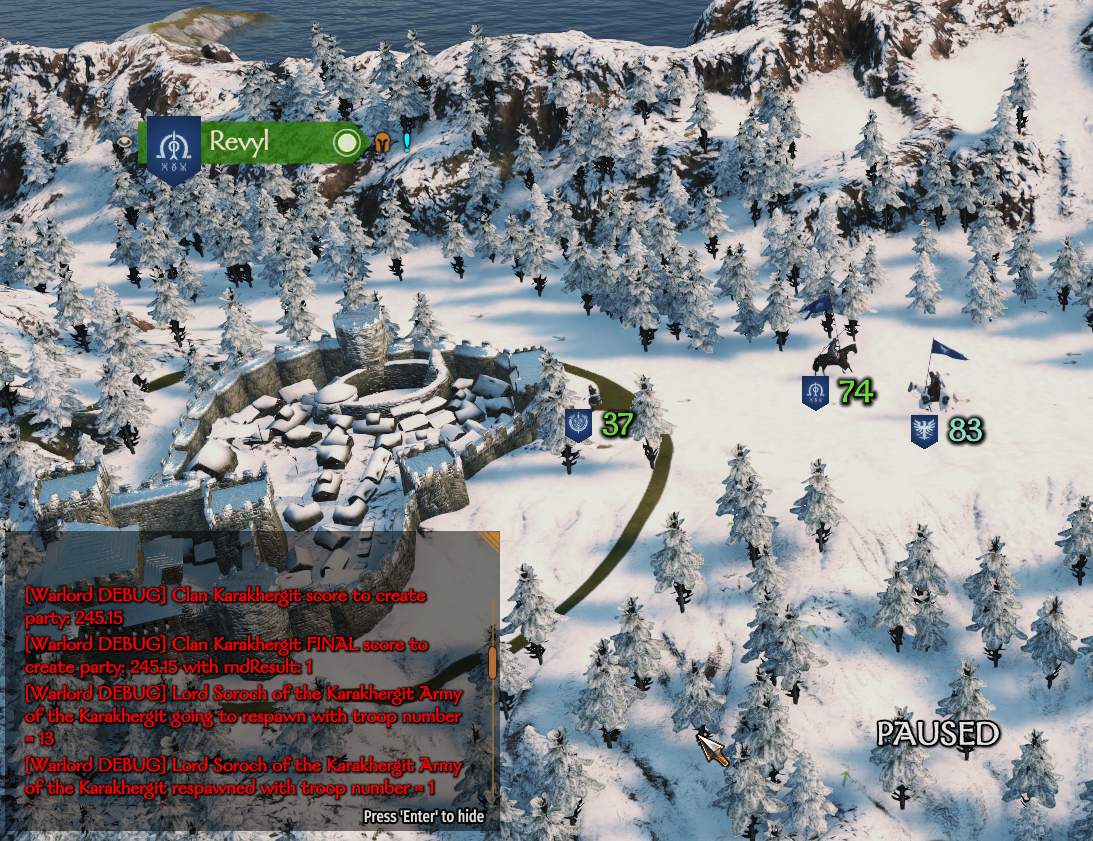 Revyl
74
37
83
[Warlord DEBUG] Clan Karakhergit score to create
party: 245.15
[Warlord DEBUG] Clan Karakhergit FINAL score to
create party: 245.15 with rndResult: 1
[Warlord DEBUG] Lord Soroch of the Karakhergit Army
of the Karakhergit going to respawn with troop number
= 13
[Warlord DEBUG] Lord Soroch of the Karakhergit Army
of the Karakhergit respawned with troop number = 1
PAUSED
Press 'Enter' to hide